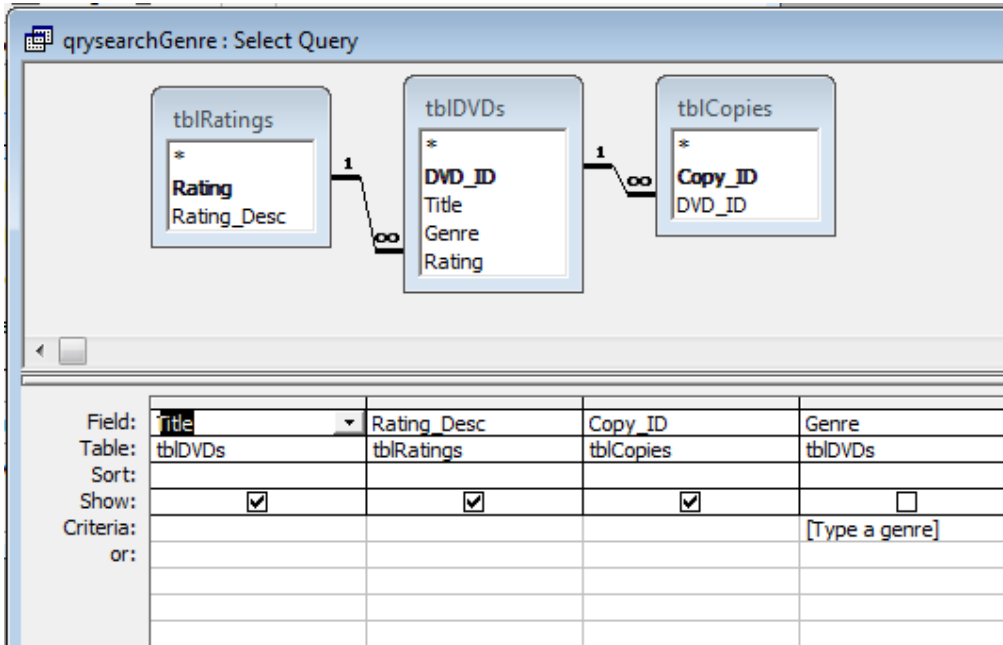 qrysearchGenre : Select Query
tblRatings
*
Rating
Rating_Desc
1
∞
tblDVDs
*
DVD_ID
Title
Genre
Rating
1
∞
tblCopies
*
Copy_ID
DVD_ID
Field: Title Rating_Desc Copy_ID Genre
Table: tblDVDs tblRatings tblCopies tblDVDs
Sort:
Show:
Criteria: [Type a genre]
or: